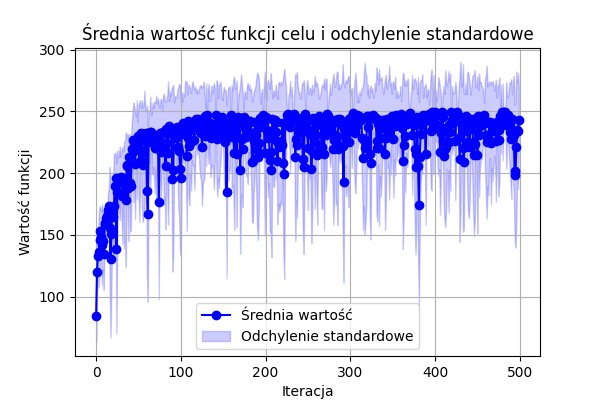 Średnia wartość funkcji celu i odchylenie standardowe
300
250
200
150
100
Wartość funkcji
Średnia wartość
Odchylenie standardowe
0 100 200 300 400 500
Iteracja